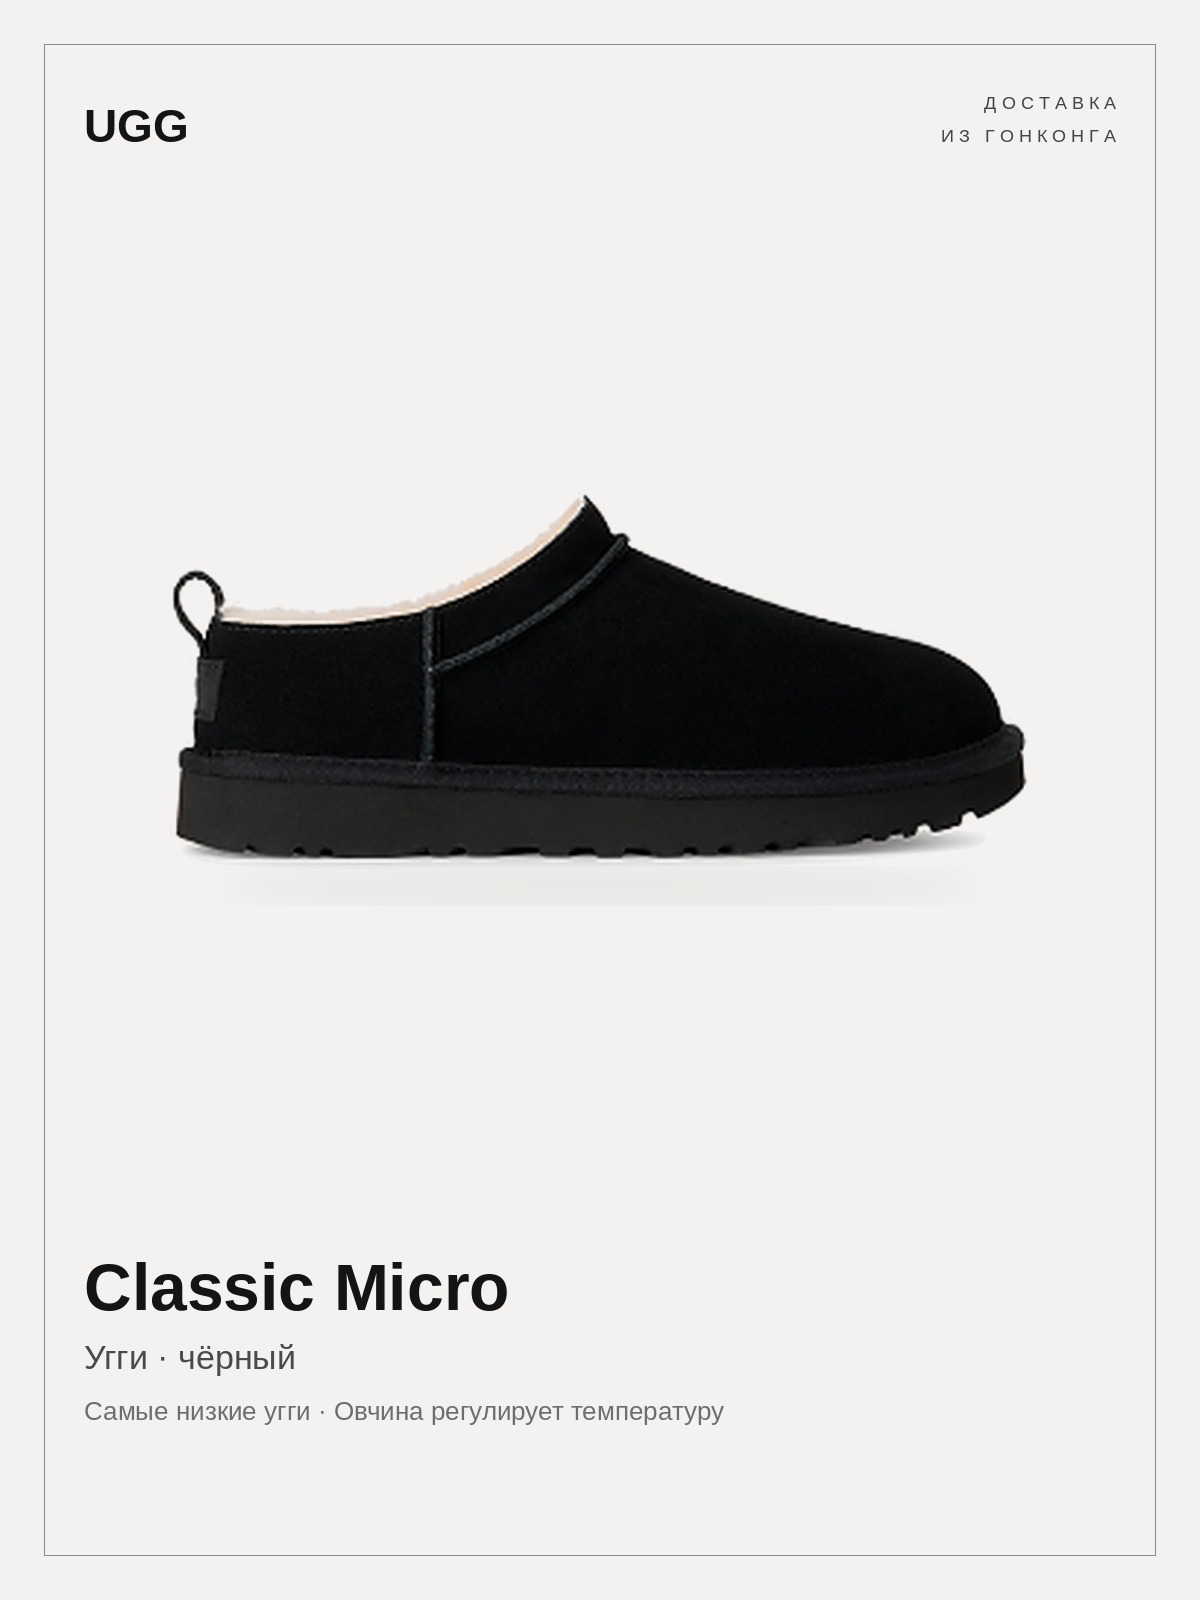 UGG
ДОСТАВКА
ИЗ ГОНКОНГА
Classic Micro
Угги · чёрный
Самые низкие угги · Овчина регулирует температуру